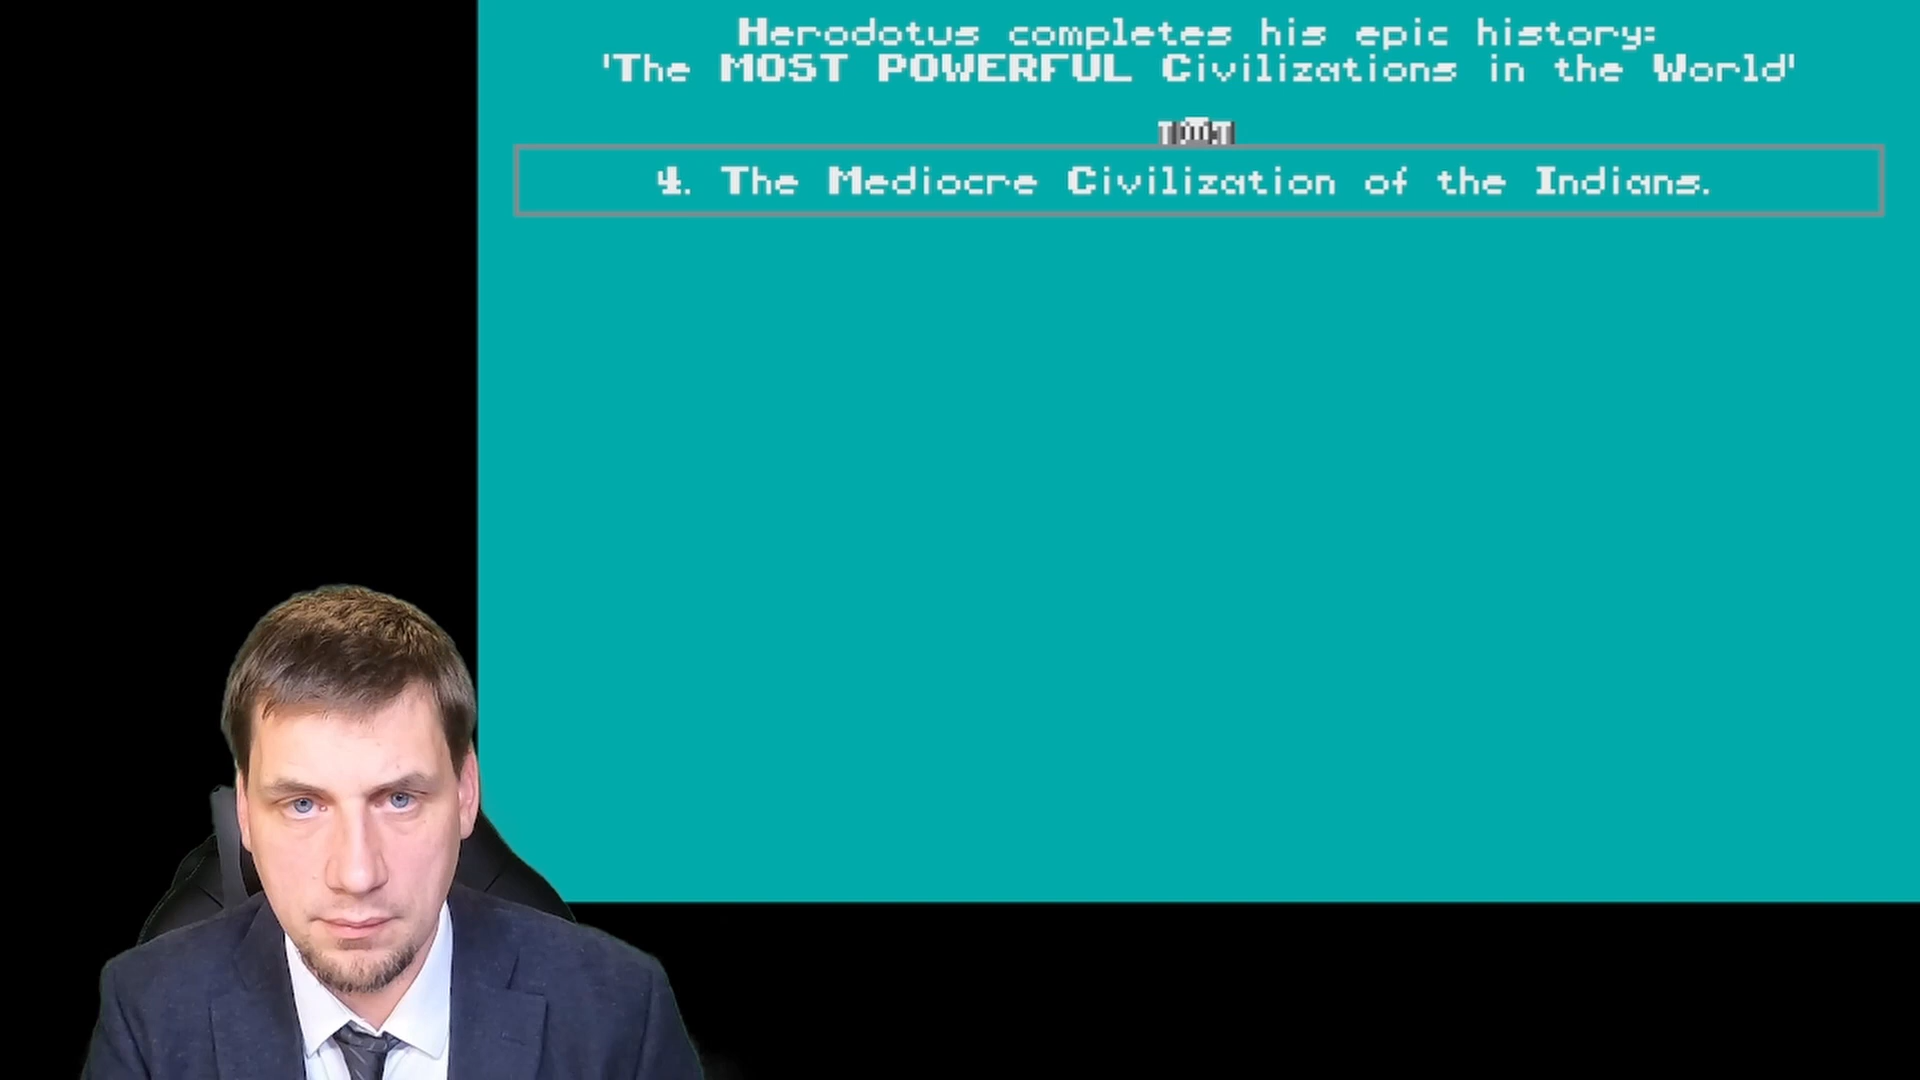 Herodotus completes his epic history:
'The MOST POWERFUL Civilizations in the World'
4. The Mediocre Civilization of the Indians.